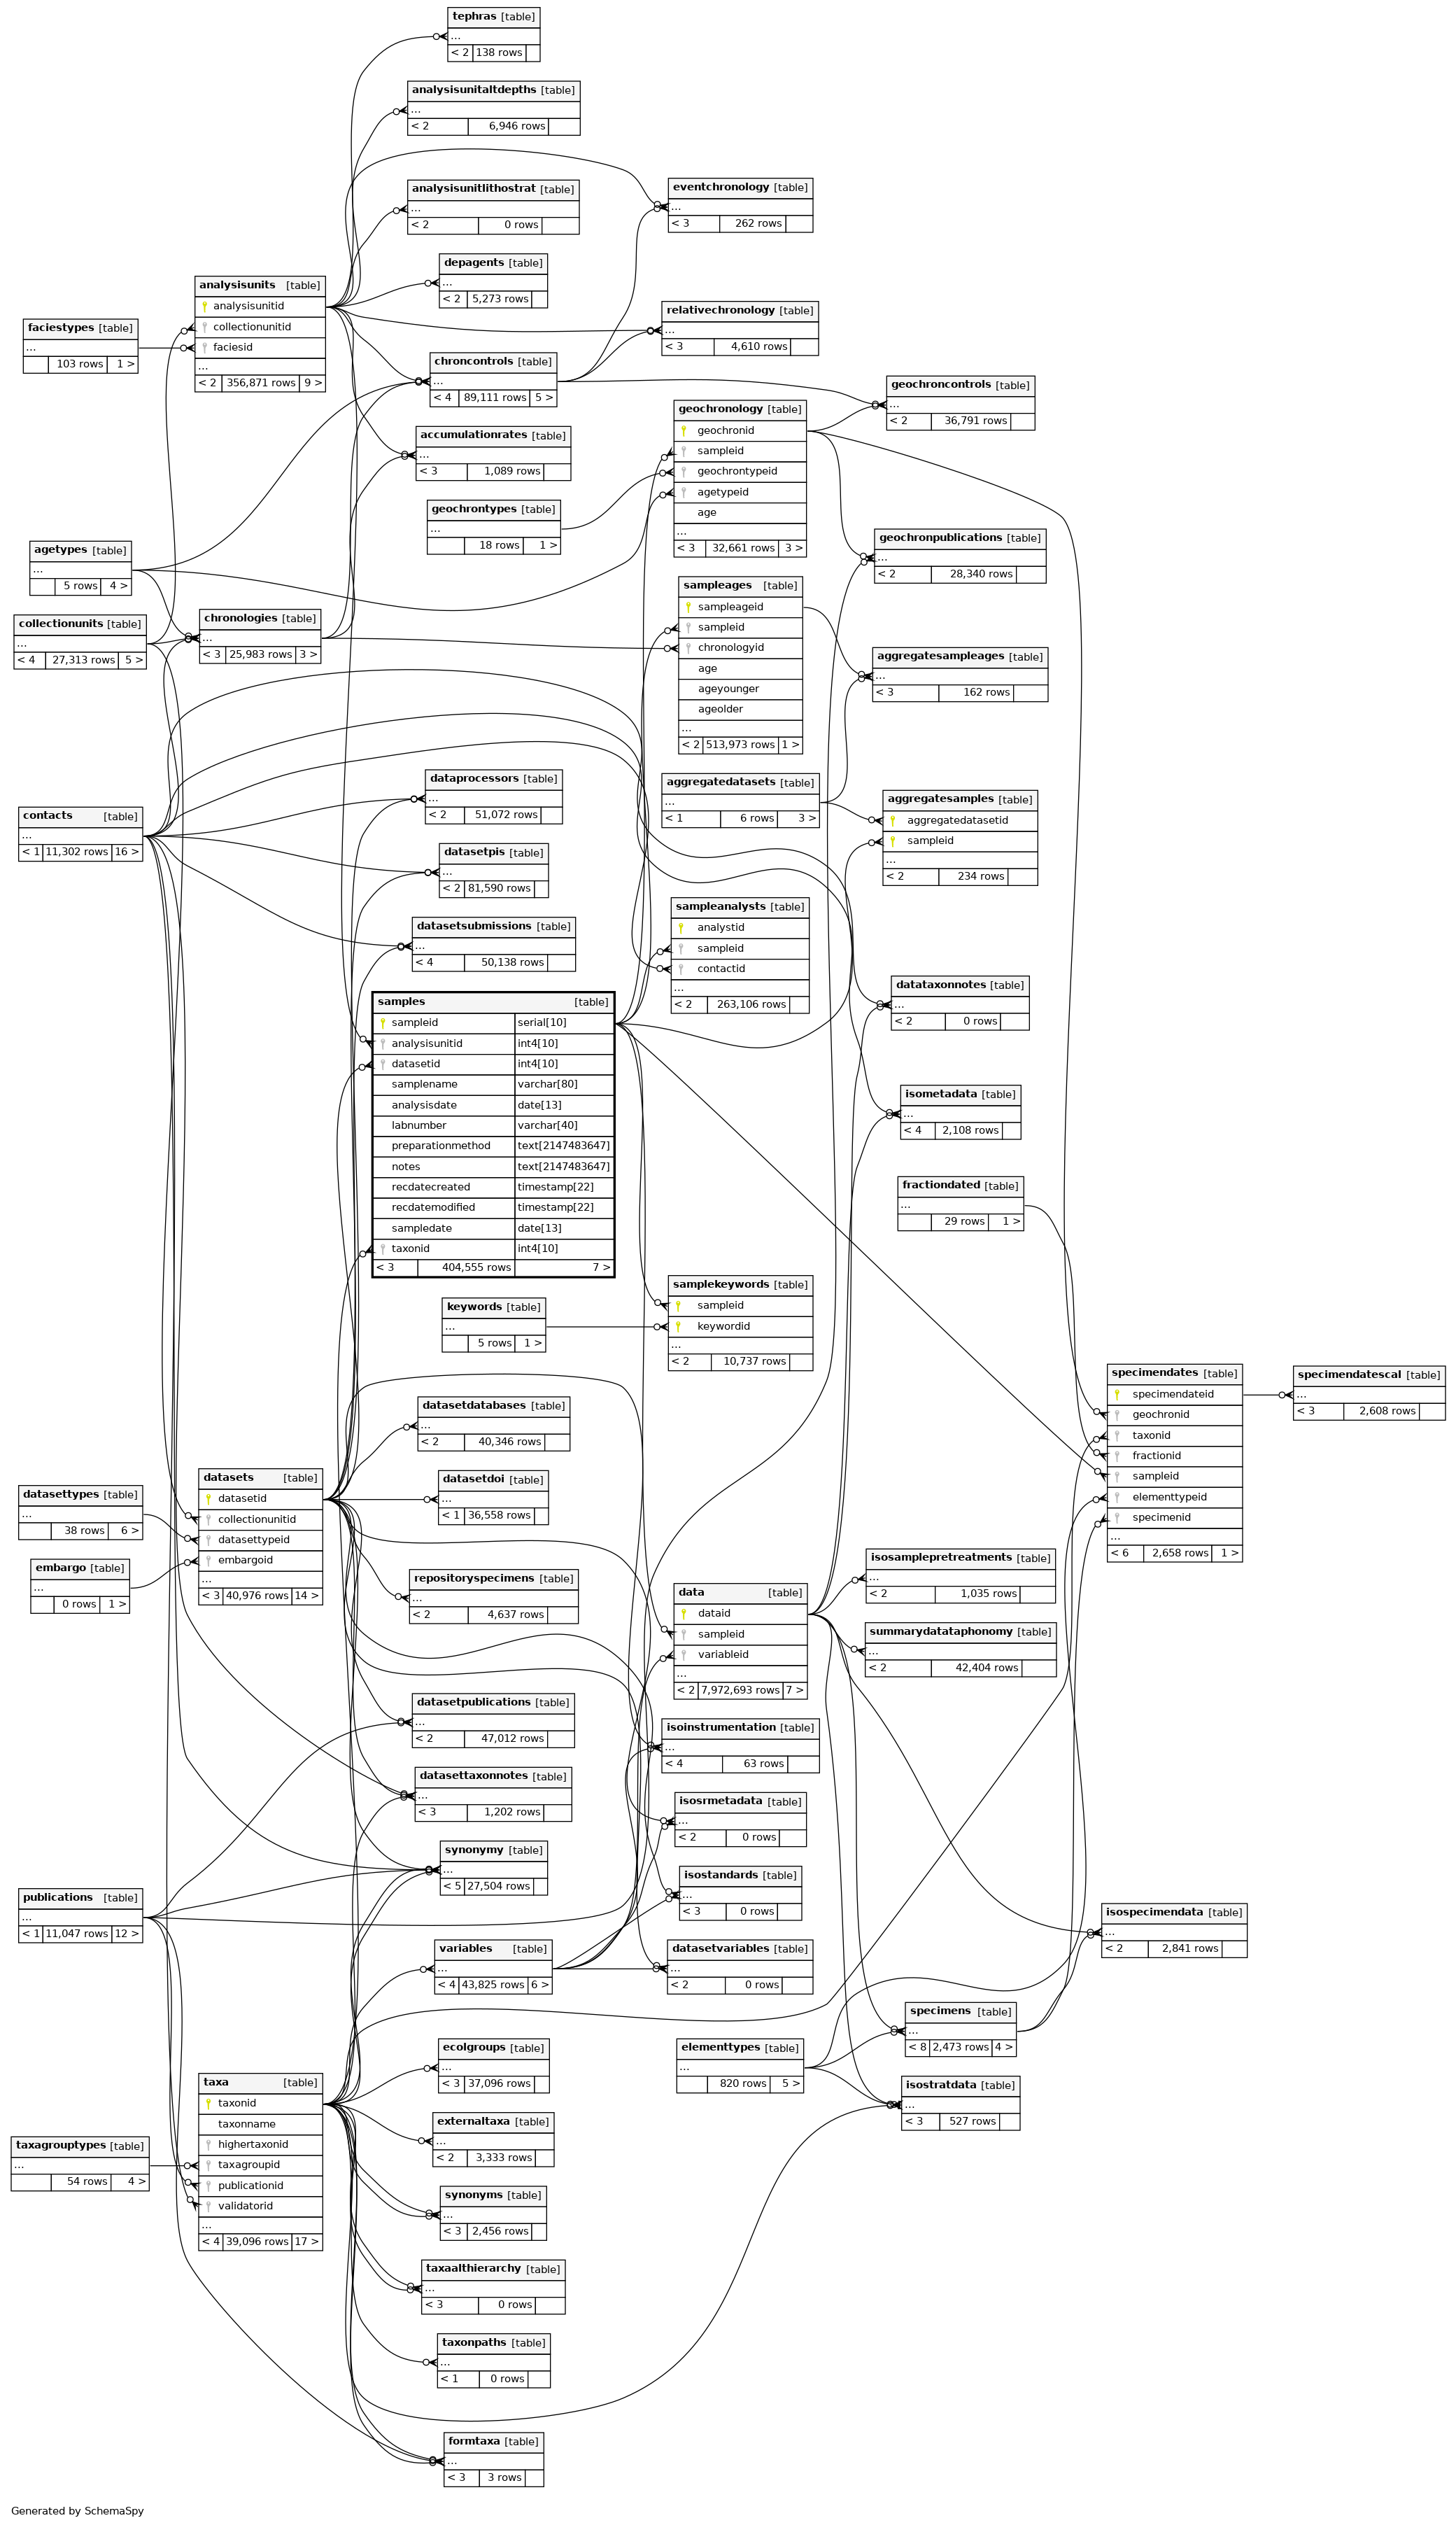 tephras [table]
...
< 2 138 rows
analysisunitaltdepths [table]
...
< 2 6,946 rows
analysisunitlithostrat [table]
...
< 2 0 rows
eventchronology [table]
...
< 3 262 rows
depagents [table]
...
< 2 5,273 rows
analysisunits [table]
analysisunitid
collectionunitid
faciesid
...
< 2 356,871 rows 9 >
faciestypes [table]
...
103 rows 1 >
relativechronology [table]
...
< 3 4,610 rows
chroncontrols [table]
...
< 4 89,111 rows 5 >
geochroncontrols [table]
...
< 2 36,791 rows
geochronology [table]
geochronid
sampleid
geochrontypeid
agetypeid
age
...
< 3 32,661 rows 3 >
accumulationrates [table]
...
< 3 1,089 rows
geochrontypes [table]
...
18 rows 1 >
geochronpublications [table]
...
< 2 28,340 rows
agetypes [table]
...
5 rows 4 >
collectionunits [table]
...
< 4 27,313 rows 5 >
chronologies [table]
...
< 3 25,983 rows 3 >
sampleages [table]
sampleageid
sampleid
chronologyid
age
ageyounger
ageolder
...
< 2 513,973 rows 1 >
aggregatesampleages [table]
...
< 3 162 rows
dataprocessors [table]
...
< 2 51,072 rows
aggregatedatasets [table]
...
< 1 6 rows 3 >
aggregatesamples [table]
aggregatedatasetid
sampleid
...
< 2 234 rows
contacts [table]
...
< 1 11,302 rows 16 >
datasetpis [table]
...
< 2 81,590 rows
datasetsubmissions [table]
...
< 4 50,138 rows
sampleanalysts [table]
analystid
sampleid
contactid
...
< 2 263,106 rows
datataxonnotes [table]
...
< 2 0 rows
samples [table]
sampleid serial[10]
analysisunitid int4[10]
datasetid int4[10]
samplename varchar[80]
analysisdate date[13]
labnumber varchar[40]
preparationmethod text[2147483647]
notes text[2147483647]
recdatecreated timestamp[22]
recdatemodified timestamp[22]
sampledate date[13]
taxonid int4[10]
< 3 404,555 rows 7 >
isometadata [table]
...
< 4 2,108 rows
fractiondated [table]
...
29 rows 1 >
samplekeywords [table]
sampleid
keywordid
...
< 2 10,737 rows
keywords [table]
...
5 rows 1 >
specimendates [table]
specimendateid
geochronid
taxonid
fractionid
sampleid
elementtypeid
specimenid
...
< 6 2,658 rows 1 >
specimendatescal [table]
...
< 3 2,608 rows
datasetdatabases [table]
...
< 2 40,346 rows
datasetdoi [table]
...
< 1 36,558 rows
datasets [table]
datasetid
collectionunitid
datasettypeid
embargoid
...
< 3 40,976 rows 14 >
datasettypes [table]
...
38 rows 6 >
embargo [table]
...
0 rows 1 >
repositoryspecimens [table]
...
< 2 4,637 rows
data [table]
dataid
sampleid
variableid
...
< 2 7,972,693 rows 7 >
isosamplepretreatments [table]
...
< 2 1,035 rows
summarydatataphonomy [table]
...
< 2 42,404 rows
datasetpublications [table]
...
< 2 47,012 rows
isoinstrumentation [table]
...
< 4 63 rows
datasettaxonnotes [table]
...
< 3 1,202 rows
isosrmetadata [table]
...
< 2 0 rows
synonymy [table]
...
< 5 27,504 rows
isostandards [table]
...
< 3 0 rows
publications [table]
...
< 1 11,047 rows 12 >
isospecimendata [table]
...
< 2 2,841 rows
variables [table]
...
< 4 43,825 rows 6 >
datasetvariables [table]
...
< 2 0 rows
specimens [table]
...
< 8 2,473 rows 4 >
ecolgroups [table]
...
< 3 37,096 rows
elementtypes [table]
...
820 rows 5 >
isostratdata [table]
...
< 3 527 rows
taxa [table]
taxonid
taxonname
highertaxonid
taxagroupid
publicationid
validatorid
...
< 4 39,096 rows 17 >
externaltaxa [table]
...
< 2 3,333 rows
taxagrouptypes [table]
...
54 rows 4 >
synonyms [table]
...
< 3 2,456 rows
taxaalthierarchy [table]
...
< 3 0 rows
taxonpaths [table]
...
< 1 0 rows
formtaxa [table]
...
< 3 3 rows
Generated by SchemaSpy